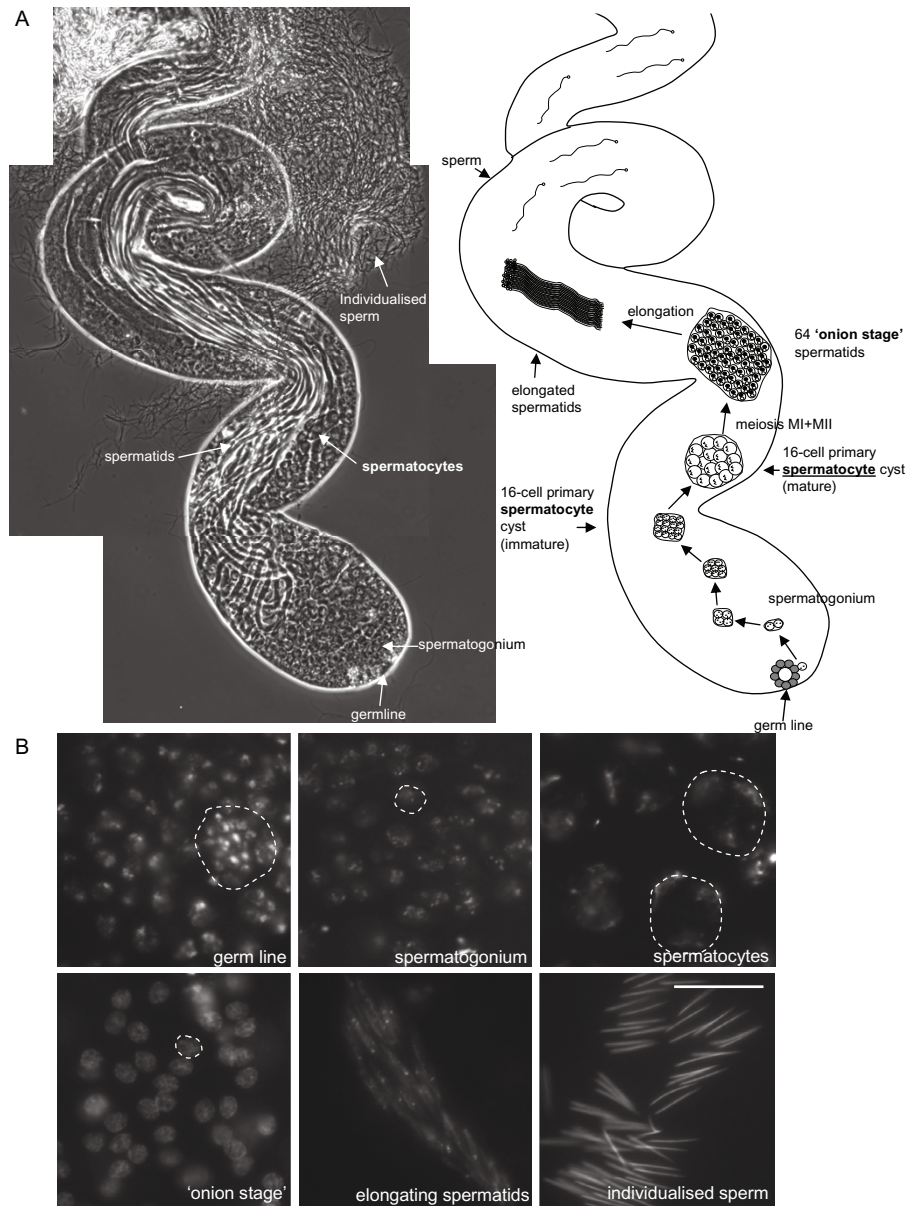 A
Individualised
sperm
spermatids
spermatocytes
spermatogonium
germline
sperm
elongation
64 'onion stage'
spermatids
elongated
spermatids
meiosis MI+MII
16-cell primary
spermatocyte cyst
(mature)
16-cell primary
spermatocyte
cyst
(immature)
spermatogonium
germ line
B
germ line
spermatogonium
spermatocytes
'onion stage'
elongating spermatids
individualised sperm